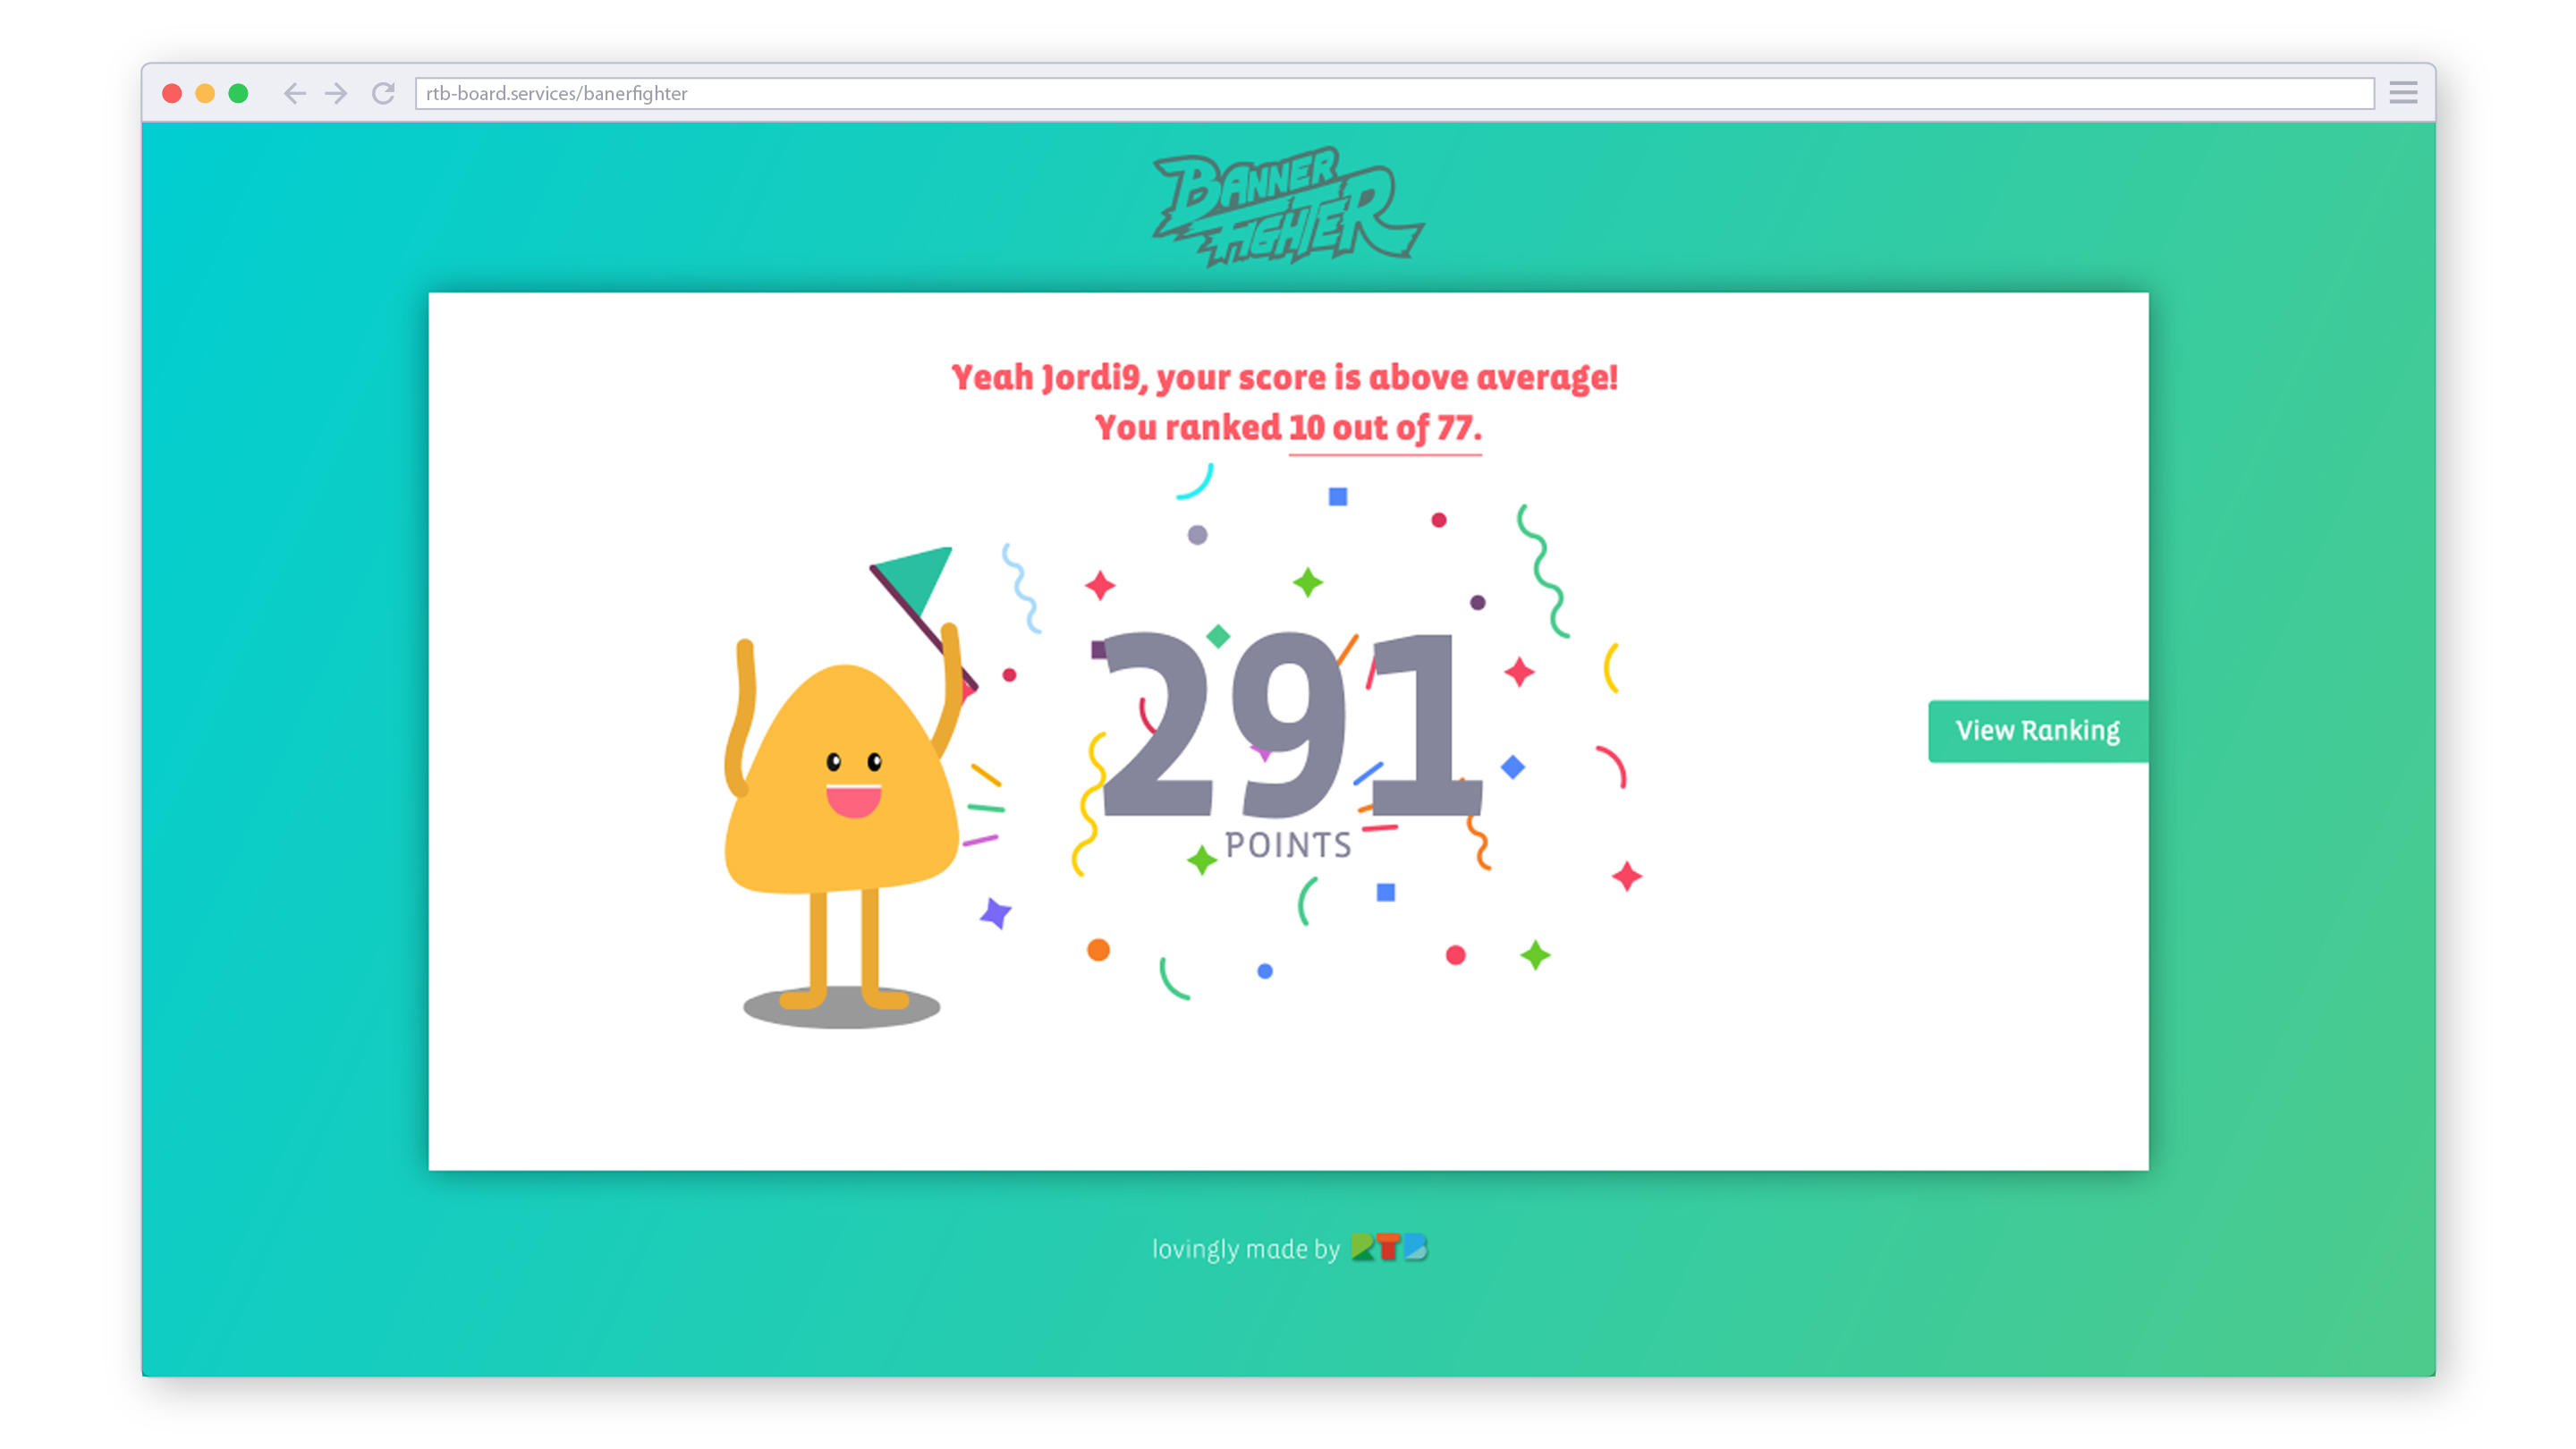 rtb-board.services/banerfighter
BANNER
FIGHTER
Yeah Jordi9, your score is above average!
You ranked 10 out of 77.
291
POINTS
View Ranking
lovingly made by RTB